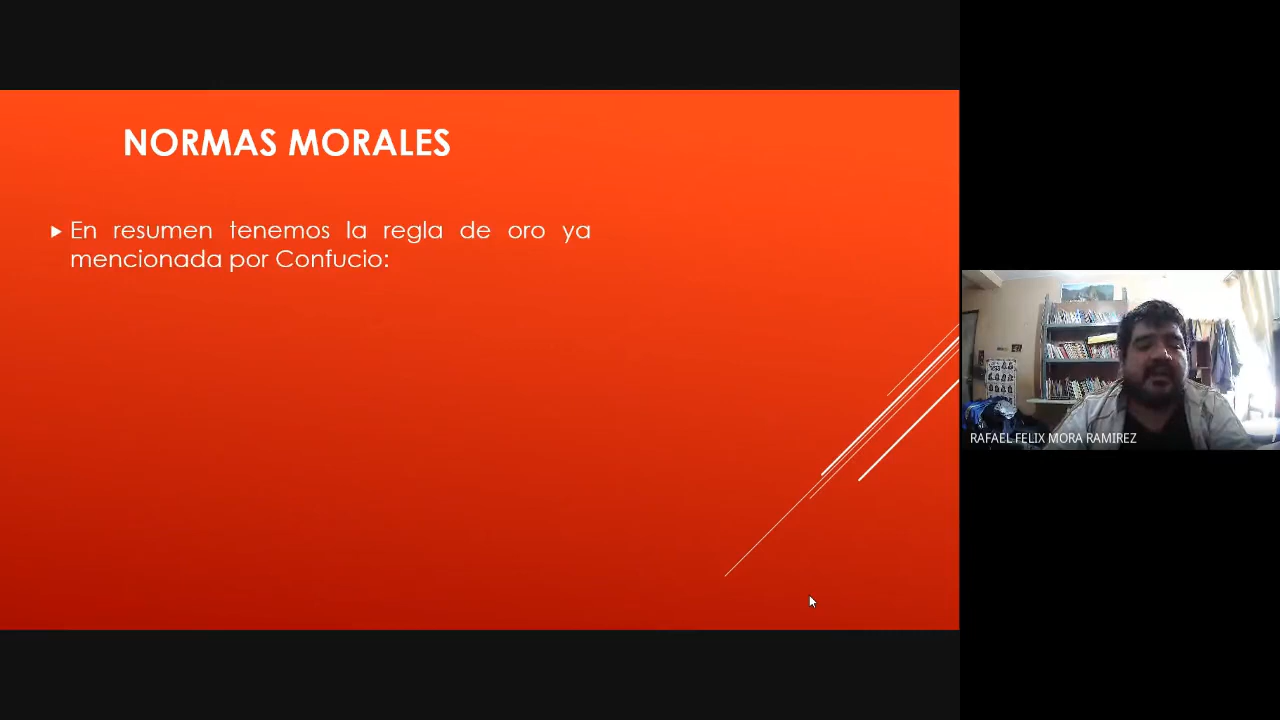 NORMAS MORALES
En resumen tenemos la regla de oro ya
mencionada por Confucio:
RAFAEL FELIX MORA RAMIREZ